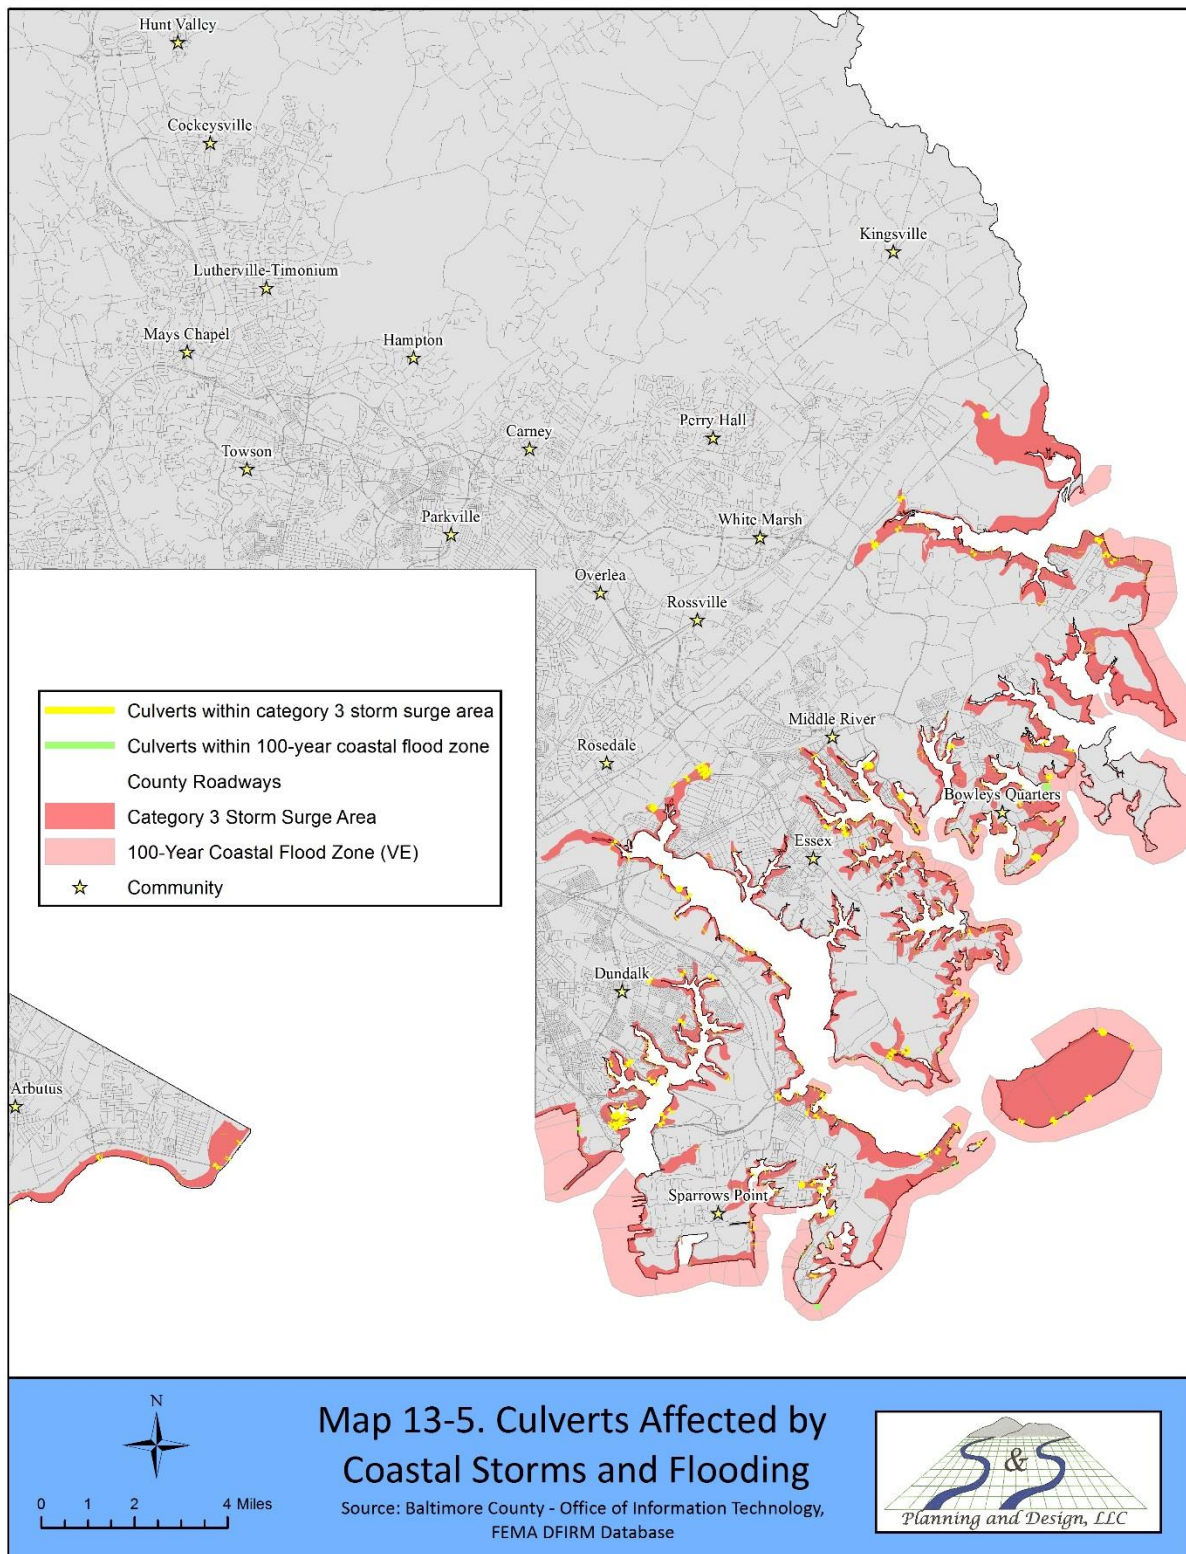 Hunt Valley
Cockeysville
Kingsville
Lutherville-Timonium
Mays Chapel
Hampton
Perry Hall
Carney
Towson
Parkville
White Marsh
Overlea
Rossville
Culverts within category 3 storm surge area
Culverts within 100-year coastal flood zone
County Roadways
Category 3 Storm Surge Area
100-Year Coastal Flood Zone (VE)
Community
Middle River
Rosedale
Bowleys Quarters
Essex
Dundalk
Arbutus
Sparrows Point
N
0 1 2 4 Miles
Map 13-5. Culverts Affected by
Coastal Storms and Flooding
Source: Baltimore County - Office of Information Technology,
FEMA DFIRM Database
S & S
Planning and Design, LLC